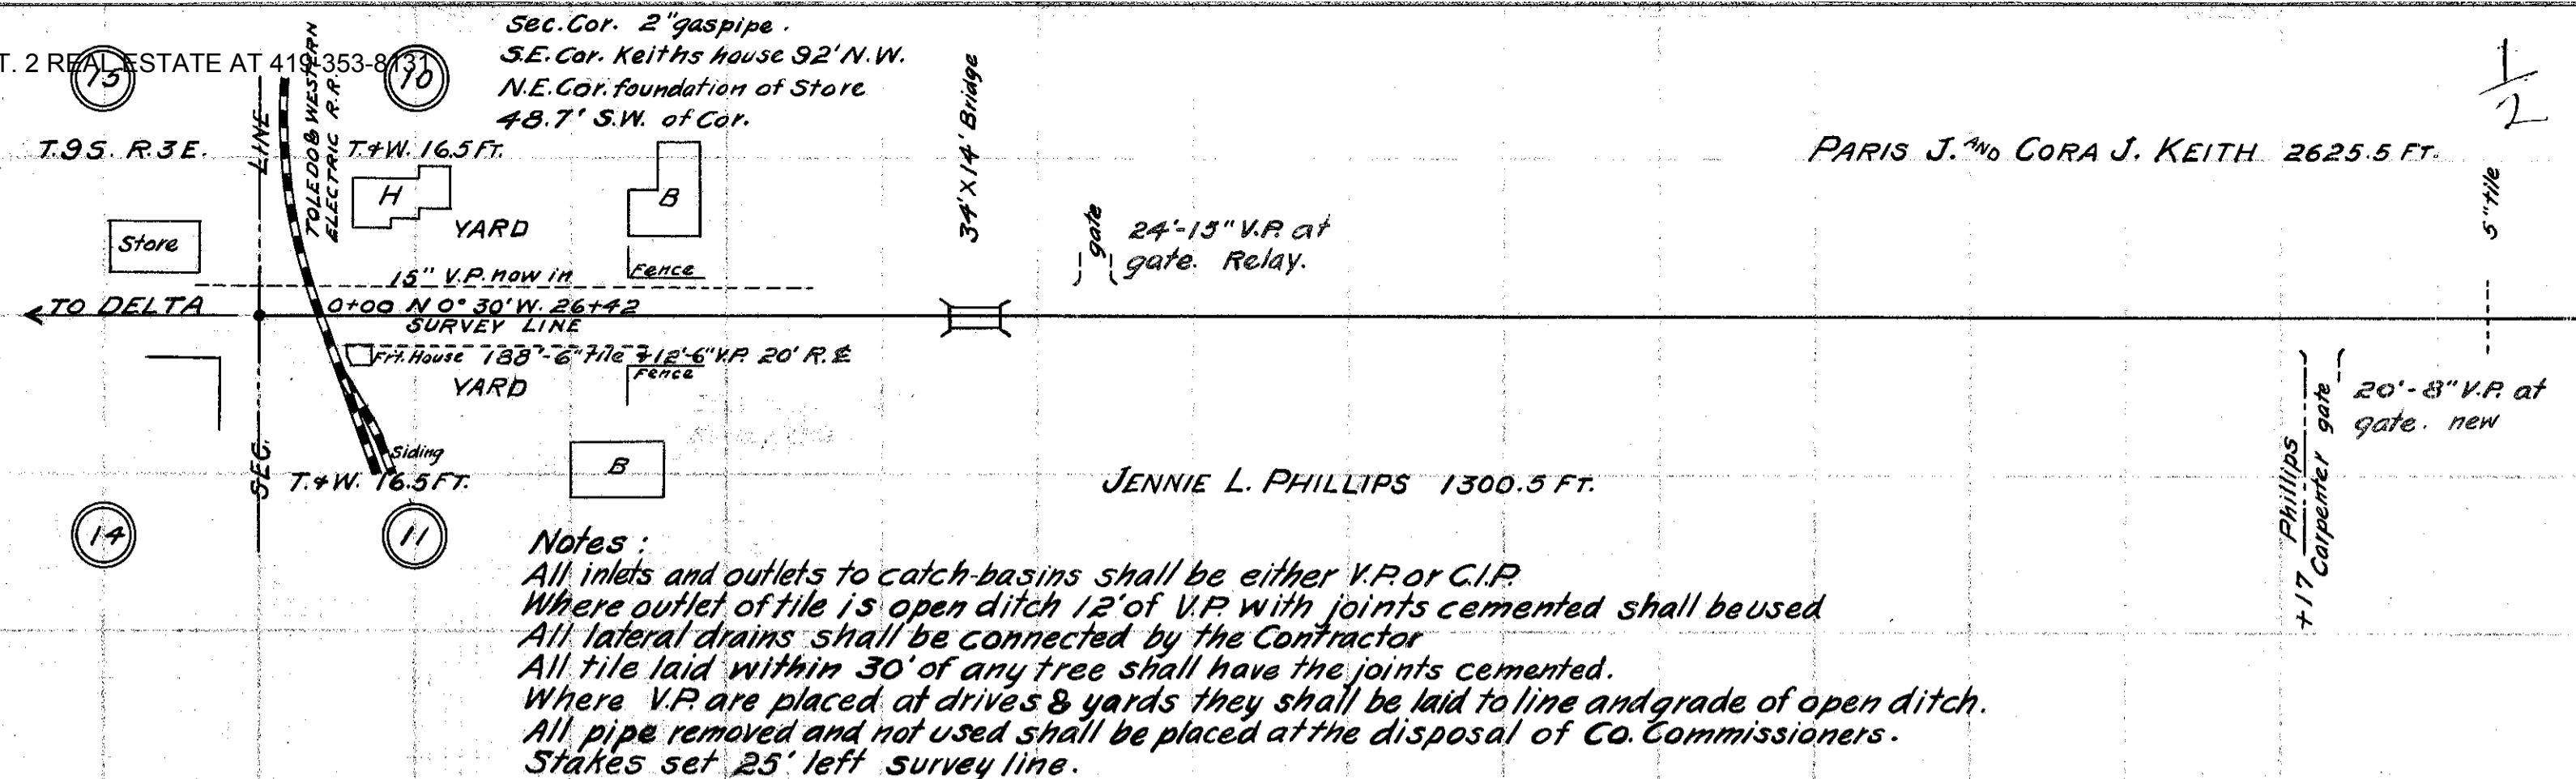 T. 2 REAL ESTATE AT 419-353-8131
15
10
Sec. Cor. 2" gaspipe.
S.E. Cor. Keiths house 92' N.W.
N.E. Cor. foundation of Store
48.7' S.W. of Cor.
1/2
T.9S. R.3E.
LINE
TOLEDO & WESTERN
ELECTRIC R.R.
T.&W. 16.5 FT.
34' X 14' Bridge
PARIS J. AND CORA J. KEITH 2625.5 FT.
5" tile
H
B
YARD
Store
gate
24'-15" V.P. at
gate. Relay.
15" V.P. now in
Fence
TO DELTA
0+00 N 0° 30' W. 26+42
SURVEY LINE
Frt. House 188'-6" tile & 12'-6" V.P. 20' R. ℄
YARD
Fence
Phillips
Carpenter
gate
+17
20'-8" V.P. at
gate. new
Siding
SEC.
T.&W. 16.5 FT.
B
JENNIE L. PHILLIPS 1300.5 FT.
14
11
Notes:
All inlets and outlets to catch-basins shall be either V.P. or C.I.P.
Where outlet of tile is open ditch 12' of V.P. with joints cemented shall be used
All lateral drains shall be connected by the Contractor
All tile laid within 30' of any tree shall have the joints cemented.
Where V.P. are placed at drives & yards they shall be laid to line and grade of open ditch.
All pipe removed and not used shall be placed at the disposal of Co. Commissioners.
Stakes set 25' left survey line.